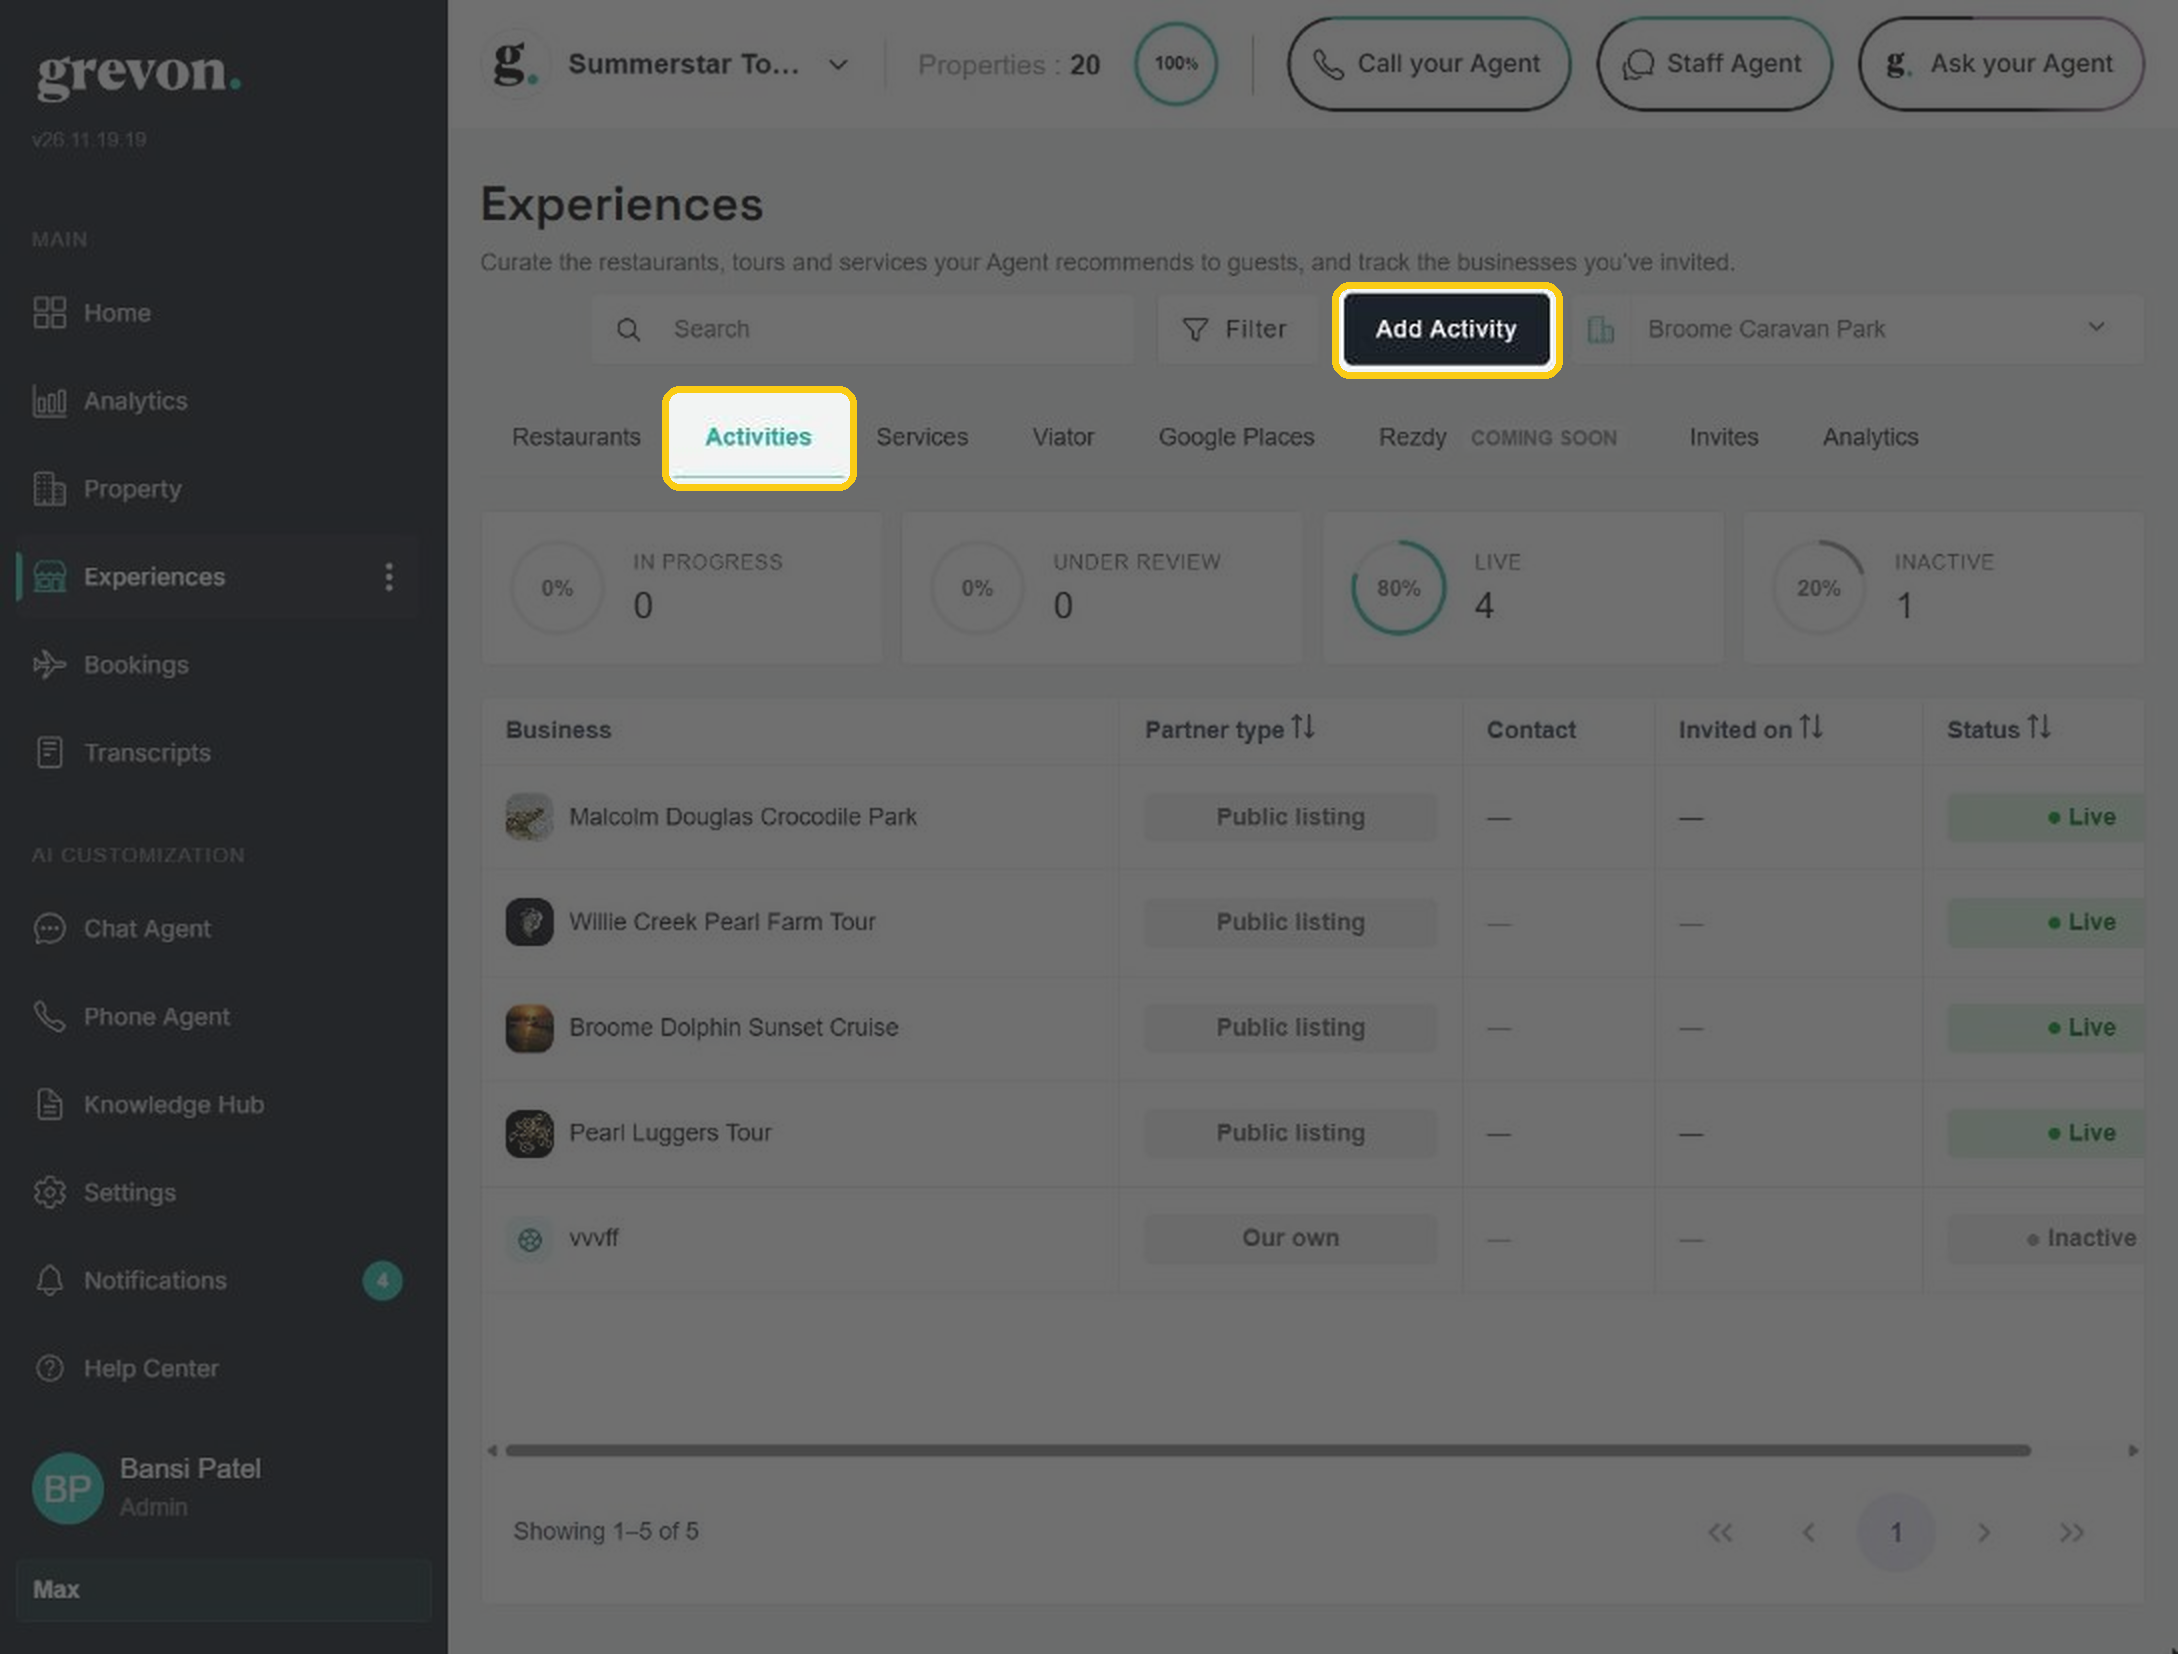 grevon.
v26.11.19.19
MAIN
Home
Analytics
Property
Experiences
Bookings
Transcripts
AI CUSTOMIZATION
Chat Agent
Phone Agent
Knowledge Hub
Settings
Notifications 4
Help Center
BP Bansi Patel
Admin
Max
g. Summerstar To... Properties : 20 100% Call your Agent Staff Agent g. Ask your Agent
Experiences
Curate the restaurants, tours and services your Agent recommends to guests, and track the businesses you've invited.
Search Filter Add Activity Broome Caravan Park
Restaurants Activities Services Viator Google Places Rezdy COMING SOON Invites Analytics
0% IN PROGRESS 0
0% UNDER REVIEW 0
80% LIVE 4
20% INACTIVE 1
Business Partner type Contact Invited on Status
Malcolm Douglas Crocodile Park Public listing — — Live
Willie Creek Pearl Farm Tour Public listing — — Live
Broome Dolphin Sunset Cruise Public listing — — Live
Pearl Luggers Tour Public listing — — Live
vvvff Our own — — Inactive
Showing 1–5 of 5 1